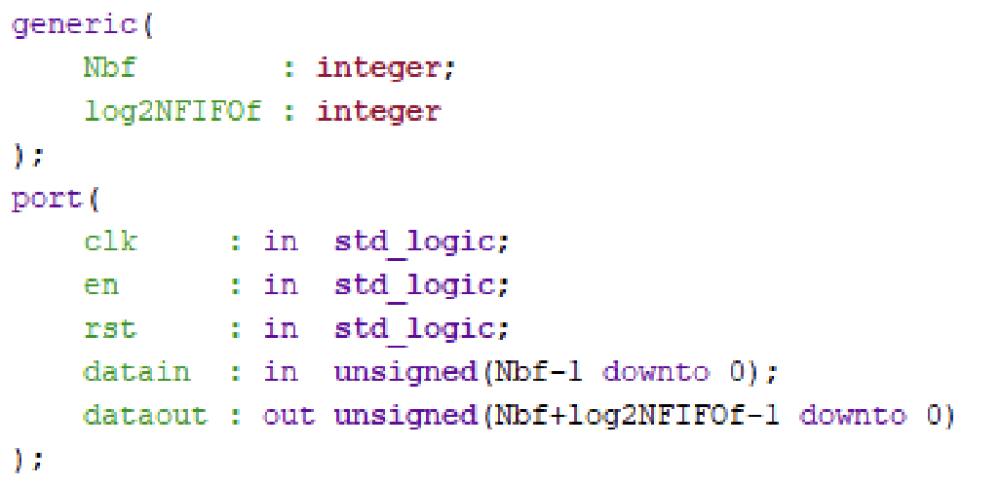 generic(
    Nbf        : integer;
    log2NFIFOf : integer
);
port(
    clk     : in  std_logic;
    en      : in  std_logic;
    rst     : in  std_logic;
    datain  : in  unsigned(Nbf-1 downto 0);
    dataout : out unsigned(Nbf+log2NFIFOf-1 downto 0)
);